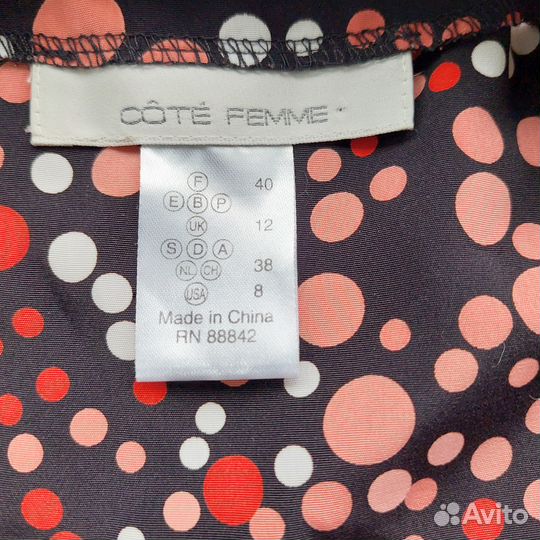 CÔTÉ FEMME
F 40
E B P
UK 12
S D A
NL CH 38
USA 8
Made in China
RN 88842
Avito